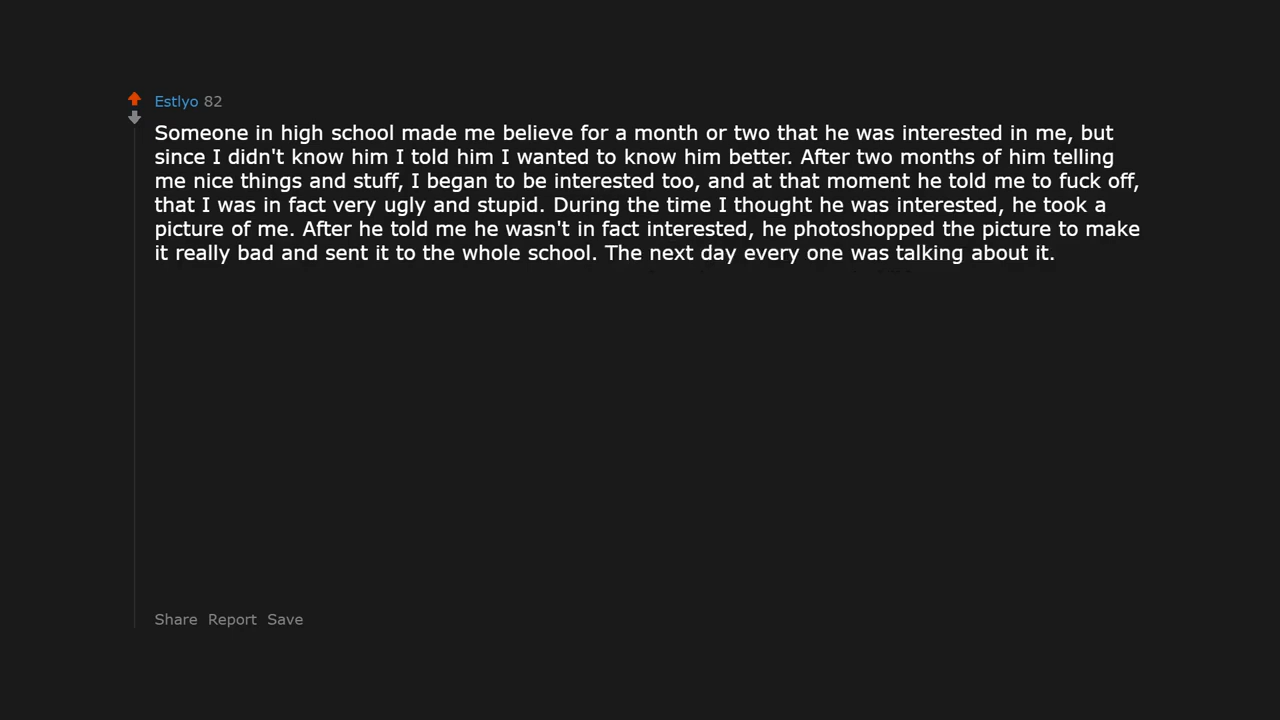 Estlyo 82
Someone in high school made me believe for a month or two that he was interested in me, but
since I didn't know him I told him I wanted to know him better. After two months of him telling
me nice things and stuff, I began to be interested too, and at that moment he told me to fuck off,
that I was in fact very ugly and stupid. During the time I thought he was interested, he took a
picture of me. After he told me he wasn't in fact interested, he photoshopped the picture to make
it really bad and sent it to the whole school. The next day every one was talking about it.
Share Report Save